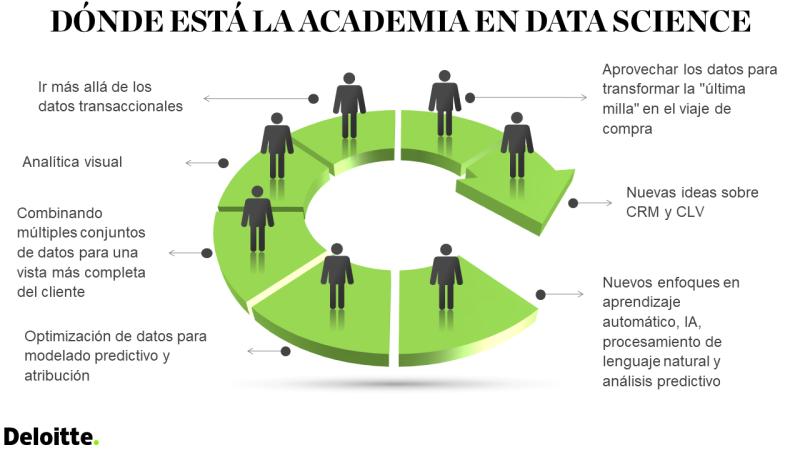 DÓNDE ESTÁ LA ACADEMIA EN DATA SCIENCE
Ir más allá de los
datos transaccionales
Analítica visual
Combinando
múltiples conjuntos
de datos para una
vista más completa
del cliente
Optimización de datos para
modelado predictivo y
atribución
Aprovechar los datos para
transformar la "última
milla" en el viaje de
compra
Nuevas ideas sobre
CRM y CLV
Nuevos enfoques en
aprendizaje
automático, IA,
procesamiento de
lenguaje natural y
análisis predictivo
Deloitte.